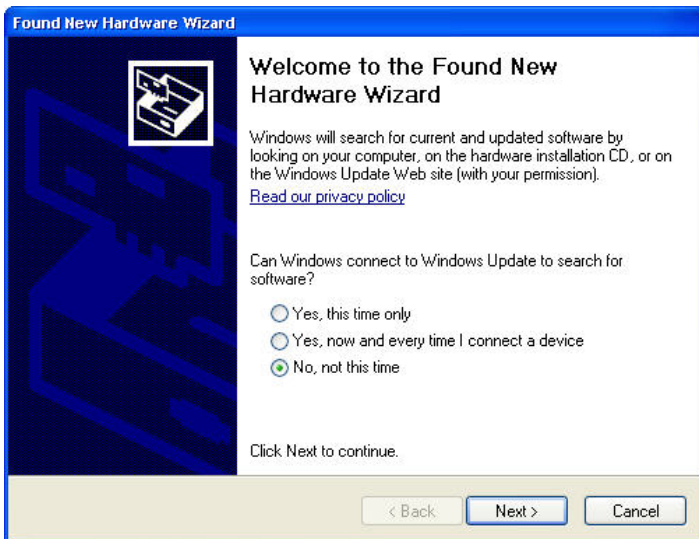 Found New Hardware Wizard
Welcome to the Found New
Hardware Wizard
Windows will search for current and updated software by
looking on your computer, on the hardware installation CD, or on
the Windows Update Web site (with your permission).
Read our privacy policy
Can Windows connect to Windows Update to search for
software?
Yes, this time only
Yes, now and every time I connect a device
No, not this time
Click Next to continue.
< Back Next > Cancel